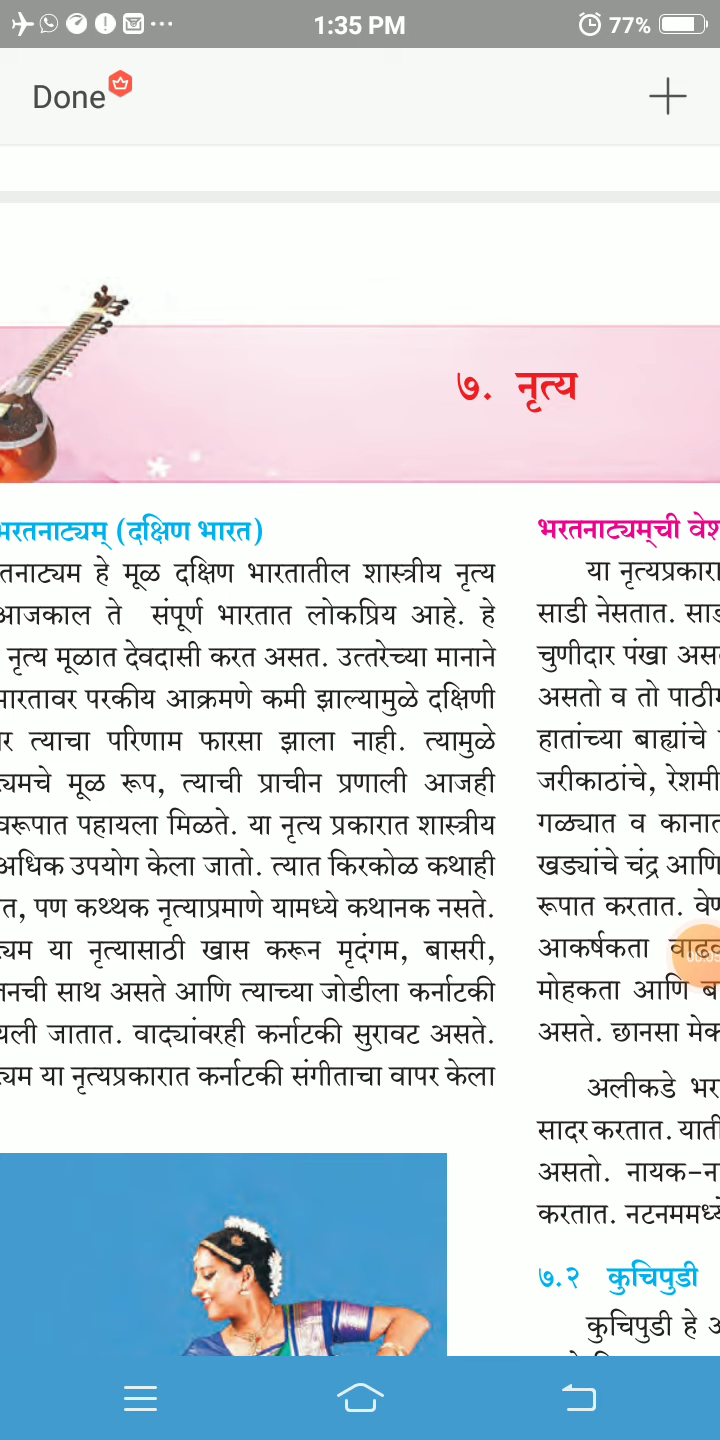 1:35 PM
77%
Done
७. नृत्य
भरतनाट्यम् (दक्षिण भारत)
तनाट्यम हे मूळ दक्षिण भारतातील शास्त्रीय नृत्य
आजकाल ते संपूर्ण भारतात लोकप्रिय आहे. हे
नृत्य मूळात देवदासी करत असत. उत्तरेच्या मानाने
भारतावर परकीय आक्रमणे कमी झाल्यामुळे दक्षिणी
र त्याचा परिणाम फारसा झाला नाही. त्यामुळे
्यमचे मूळ रूप, त्याची प्राचीन प्रणाली आजही
वरूपात पहायला मिळते. या नृत्य प्रकारात शास्त्रीय
अधिक उपयोग केला जातो. त्यात किरकोळ कथाही
त, पण कथ्थक नृत्याप्रमाणे यामध्ये कथानक नसते.
्यम या नृत्यासाठी खास करून मृदंगम, बासरी,
नची साथ असते आणि त्याच्या जोडीला कर्नाटकी
यली जातात. वाद्यांवरही कर्नाटकी सुरावट असते.
्यम या नृत्यप्रकारात कर्नाटकी संगीताचा वापर केला
भरतनाट्यम्ची वेश
या नृत्यप्रकारा
साडी नेसतात. साड
चुणीदार पंखा अस
असतो व तो पाठीम
हातांच्या बाह्यांचे
जरीकाठांचे, रेशमी
गळ्यात व कानात
खड्यांचे चंद्र आणि
रूपात करतात. वेण
आकर्षकता वाढव
मोहकता आणि ब
असते. छानसा मेक
अलीकडे भर
सादर करतात. याती
असतो. नायक-न
करतात. नटनममध्ये
७.२ कुचिपुडी
कुचिपुडी हे अ